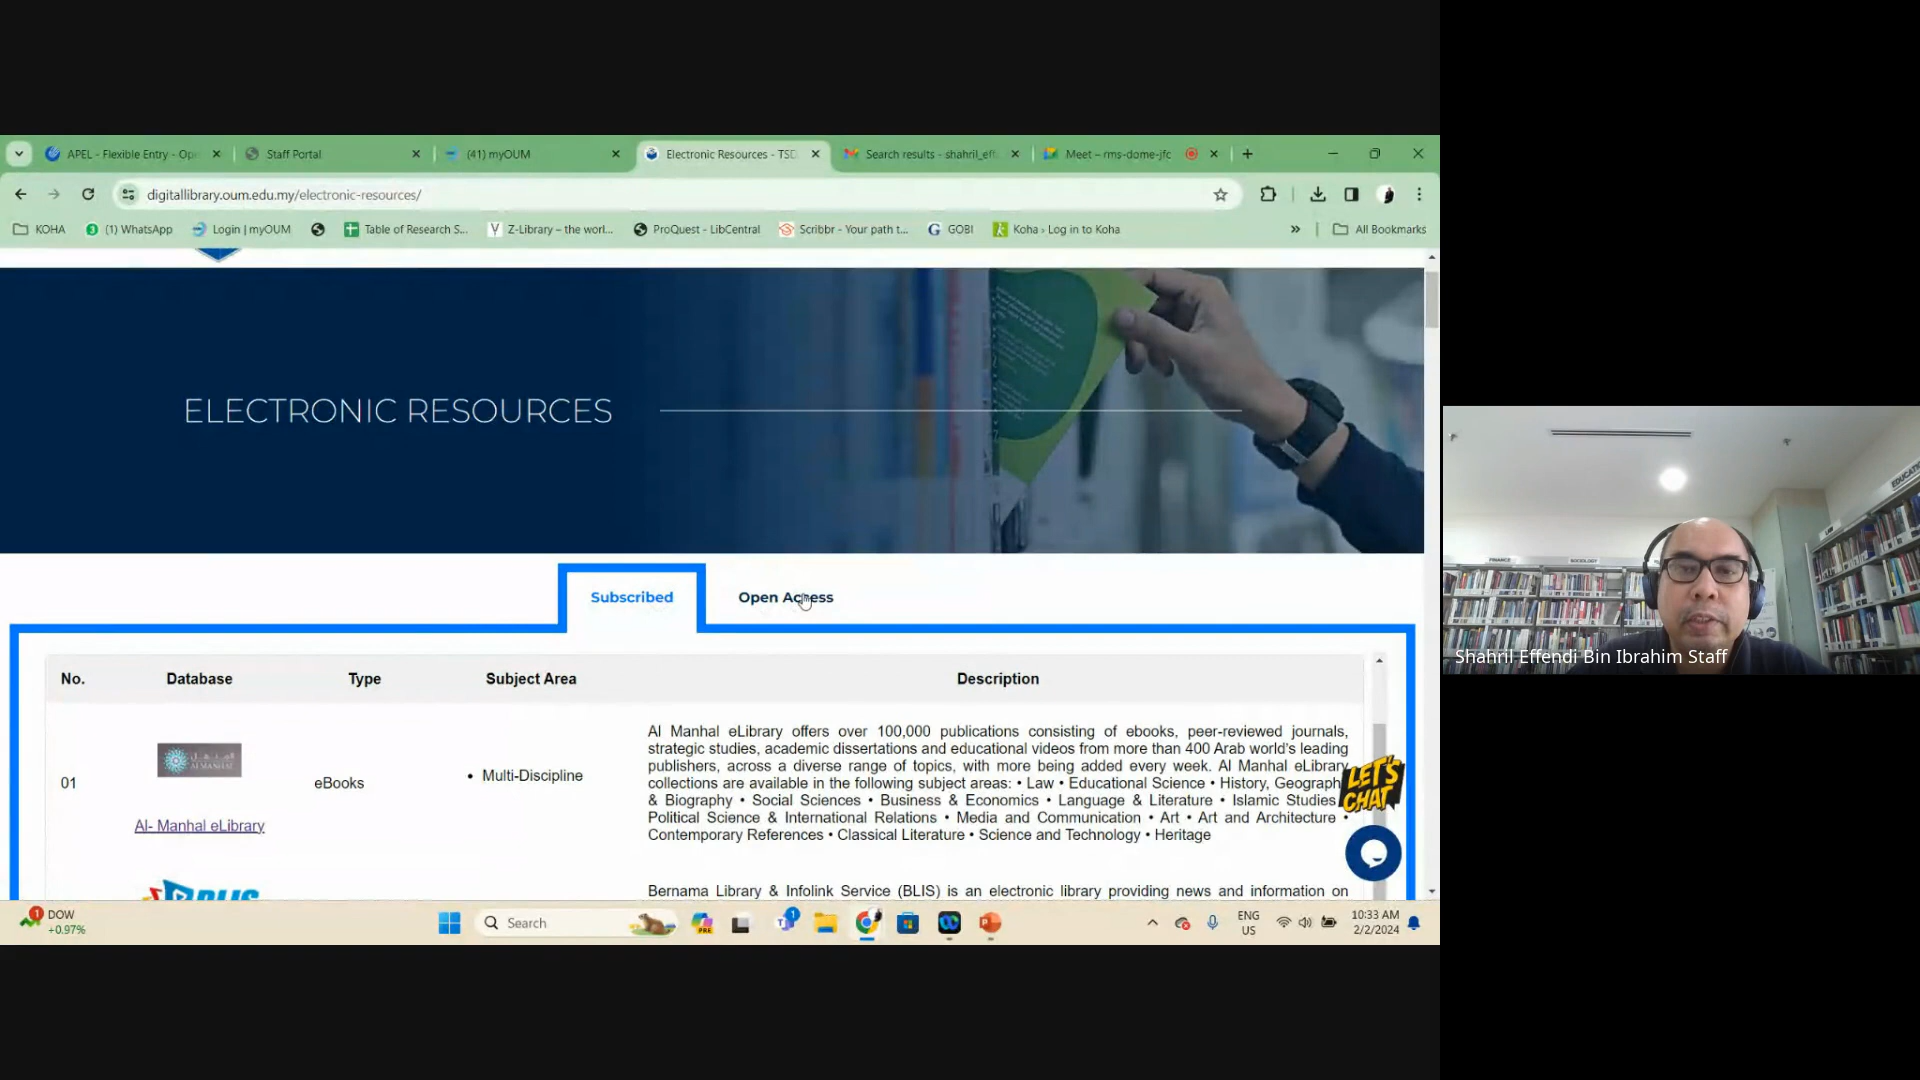 APEL - Flexible Entry - Ope
Staff Portal
(41) myOUM
Electronic Resources - TSD
Search results - shahril_eff
Meet – rms-dome-jfc
digitallibrary.oum.edu.my/electronic-resources/
KOHA
(1) WhatsApp
Login | myOUM
Table of Research S...
Z-Library – the worl...
ProQuest - LibCentral
Scribbr - Your path t...
GOBI
Koha › Log in to Koha
»
All Bookmarks
ELECTRONIC RESOURCES
Subscribed
Open Access
No.
Database
Type
Subject Area
Description
01
Al- Manhal eLibrary
eBooks
• Multi-Discipline
Al Manhal eLibrary offers over 100,000 publications consisting of ebooks, peer-reviewed journals,
strategic studies, academic dissertations and educational videos from more than 400 Arab world's leading
publishers, across a diverse range of topics, with more being added every week. Al Manhal eLibrary
collections are available in the following subject areas: • Law • Educational Science • History, Geograph
& Biography • Social Sciences • Business & Economics • Language & Literature • Islamic Studies
Political Science & International Relations • Media and Communication • Art • Art and Architecture •
Contemporary References • Classical Literature • Science and Technology • Heritage
LET'S
CHAT
Bernama Library & Infolink Service (BLIS) is an electronic library providing news and information on
1
DOW
+0.97%
Search
PRE
1
ENG
US
10:33 AM
2/2/2024
FINANCE
SOCIOLOGY
Shahril Effendi Bin Ibrahim Staff